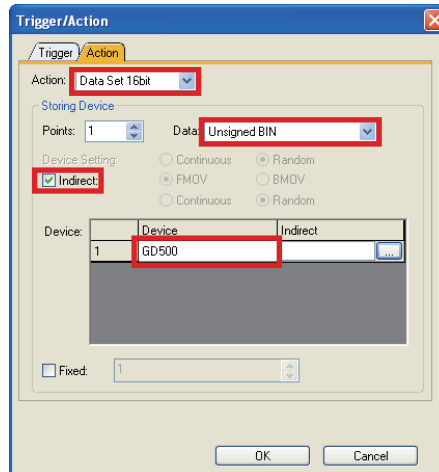 Trigger/Action
Trigger Action
Action: Data Set 16bit
Storing Device
Points: 1 Data: Unsigned BIN
Device Setting: Continuous Random
Indirect: FMOV BMOV
Continuous Random
Device: Device Indirect
1 GD500 ...
Fixed: 1
OK Cancel